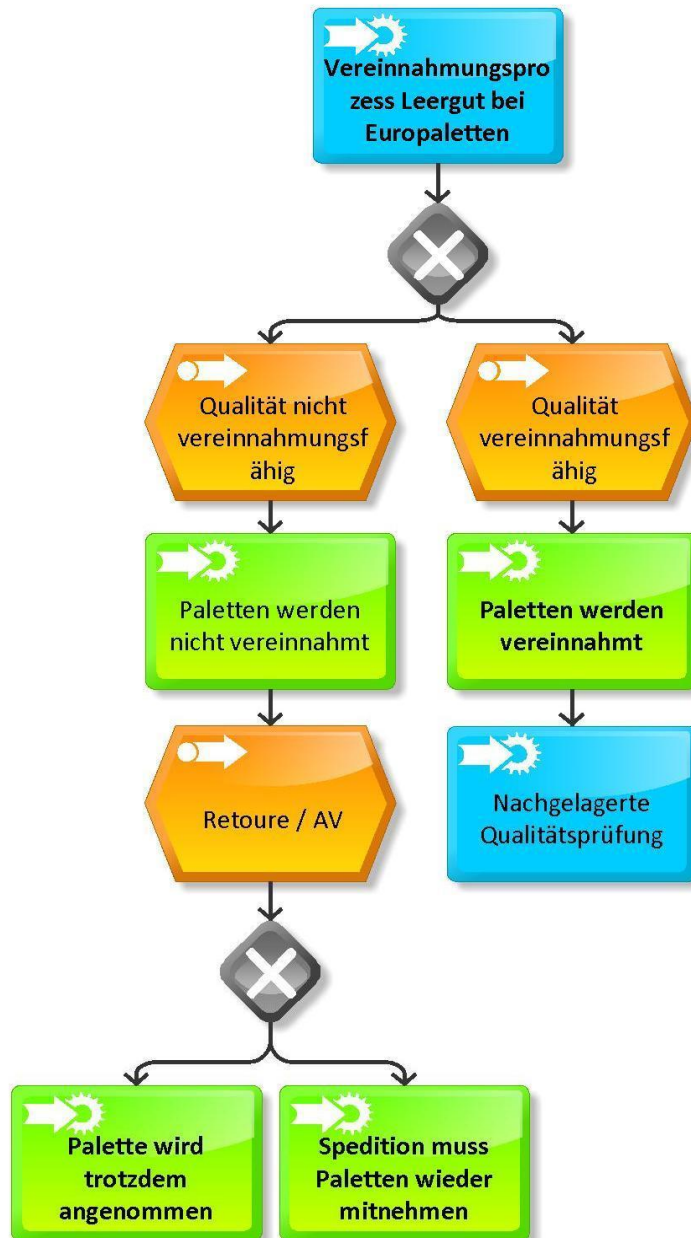 Vereinnahmungspro
zess Leergut bei
Europaletten
Qualität nicht
vereinnahmungsf
ähig
Qualität
vereinnahmungsf
ähig
Paletten werden
nicht vereinnahmt
Paletten werden
vereinnahmt
Retoure / AV
Nachgelagerte
Qualitätsprüfung
Palette wird
trotzdem
angenommen
Spedition muss
Paletten wieder
mitnehmen